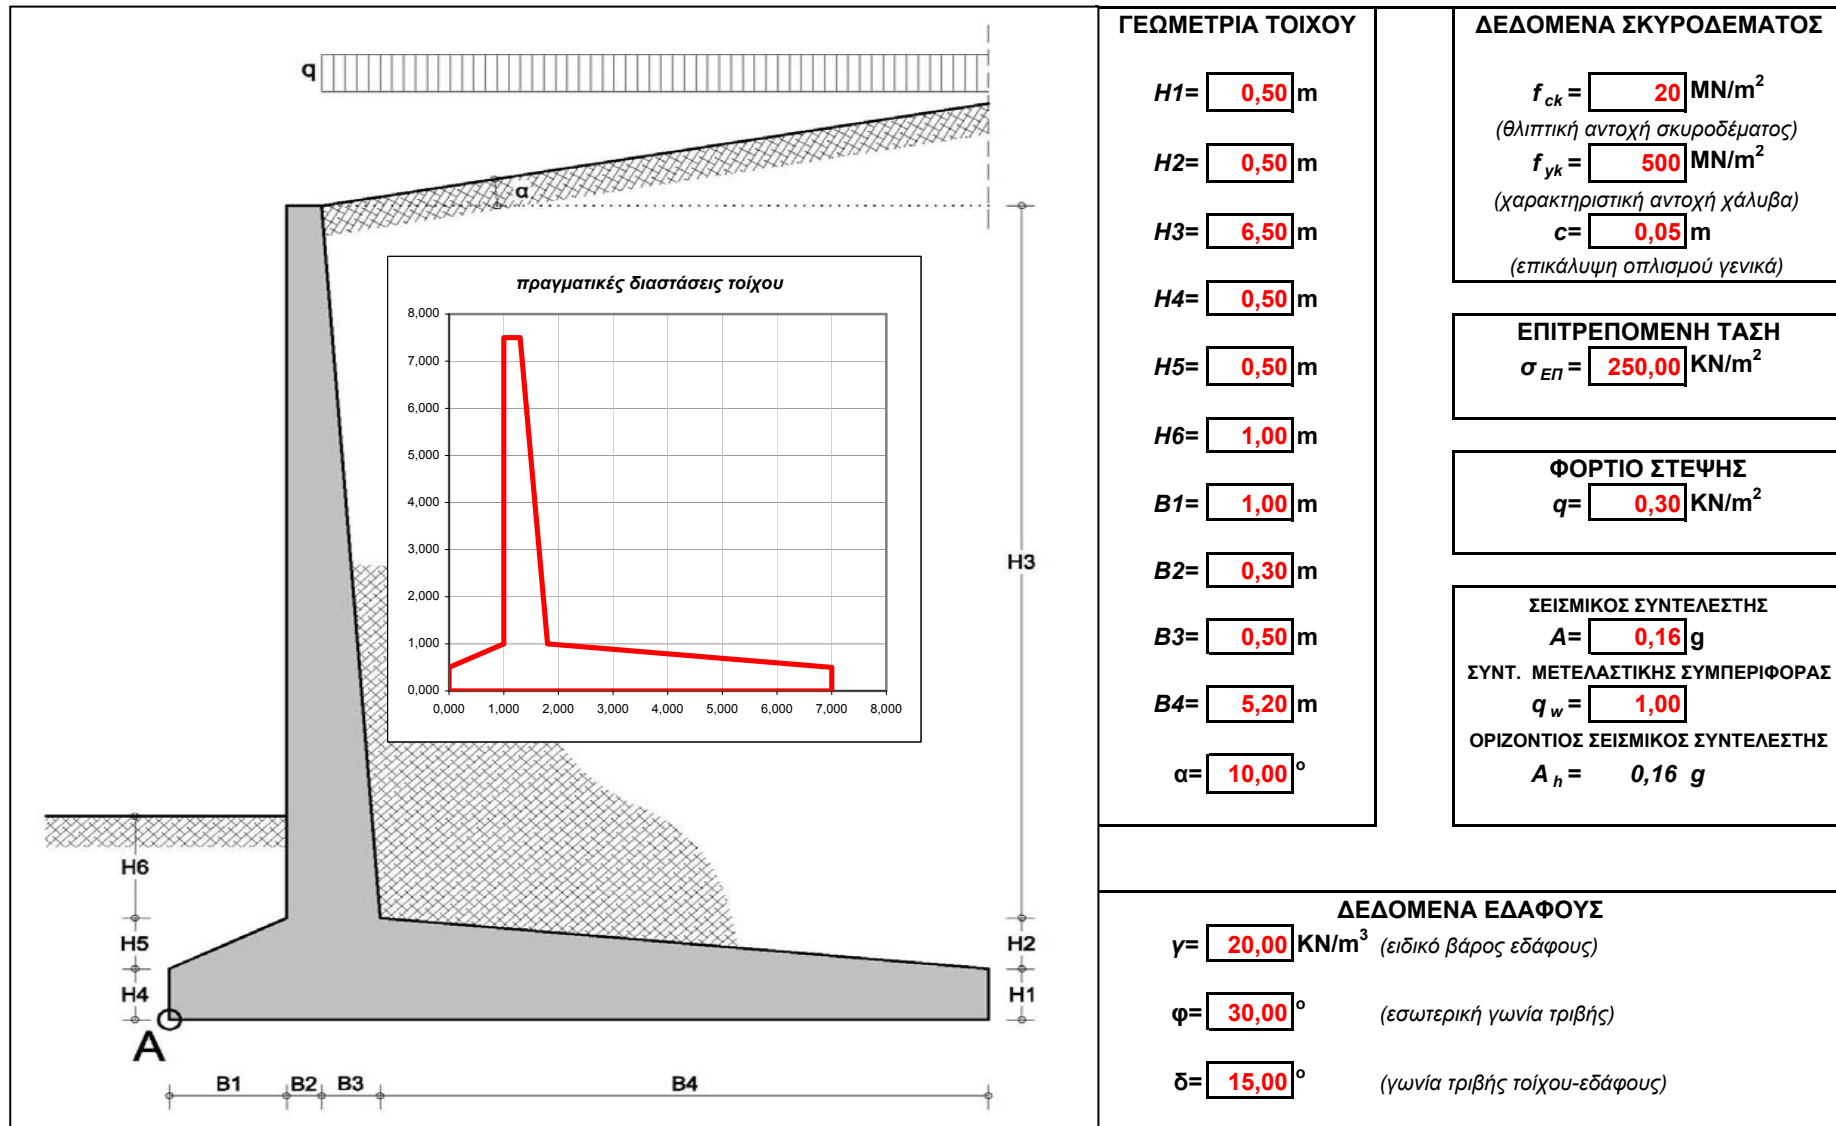 q
α
πραγματικές διαστάσεις τοίχου
8,000
7,000
6,000
5,000
4,000
3,000
2,000
1,000
0,000
0,000 1,000 2,000 3,000 4,000 5,000 6,000 7,000 8,000
H3
H6
H5
H4
H2
H1
A
B1 B2 B3 B4
ΓΕΩΜΕΤΡΙΑ ΤΟΙΧΟΥ
H1= 0,50 m
H2= 0,50 m
H3= 6,50 m
H4= 0,50 m
H5= 0,50 m
H6= 1,00 m
B1= 1,00 m
B2= 0,30 m
B3= 0,50 m
B4= 5,20 m
α= 10,00 º
ΔΕΔΟΜΕΝΑ ΣΚΥΡΟΔΕΜΑΤΟΣ
f ck = 20 MN/m²
(θλιπτική αντοχή σκυροδέματος)
f yk = 500 MN/m²
(χαρακτηριστική αντοχή χάλυβα)
c= 0,05 m
(επικάλυψη οπλισμού γενικά)
ΕΠΙΤΡΕΠΟΜΕΝΗ ΤΑΣΗ
σ ΕΠ = 250,00 KN/m²
ΦΟΡΤΙΟ ΣΤΕΨΗΣ
q= 0,30 KN/m²
ΣΕΙΣΜΙΚΟΣ ΣΥΝΤΕΛΕΣΤΗΣ
A= 0,16 g
ΣΥΝΤ. ΜΕΤΕΛΑΣΤΙΚΗΣ ΣΥΜΠΕΡΙΦΟΡΑΣ
q w = 1,00
ΟΡΙΖΟΝΤΙΟΣ ΣΕΙΣΜΙΚΟΣ ΣΥΝΤΕΛΕΣΤΗΣ
A h = 0,16 g
ΔΕΔΟΜΕΝΑ ΕΔΑΦΟΥΣ
γ= 20,00 KN/m³ (ειδικό βάρος εδάφους)
φ= 30,00 º (εσωτερική γωνία τριβής)
δ= 15,00 º (γωνία τριβής τοίχου-εδάφους)